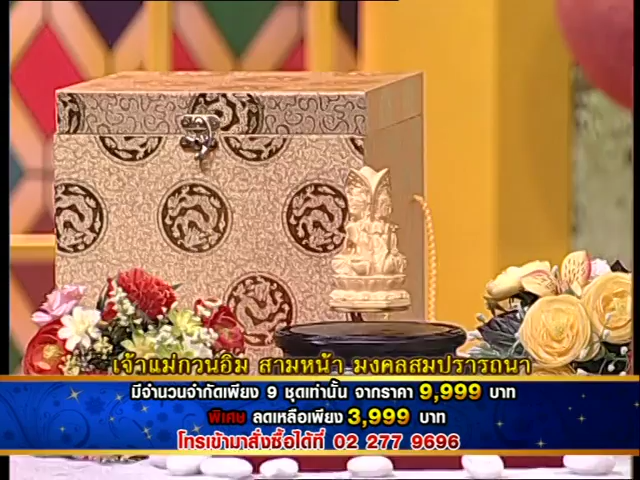 เจ้าแม่กวนอิม สามหน้า มงคลสมปรารถนา
มีจำนวนจำกัดเพียง 9 ชุดเท่านั้น จากราคา 9,999 บาท
พิเศษ ลดเหลือเพียง 3,999 บาท
โทรเข้ามาสั่งซื้อได้ที่ 02 277 9696